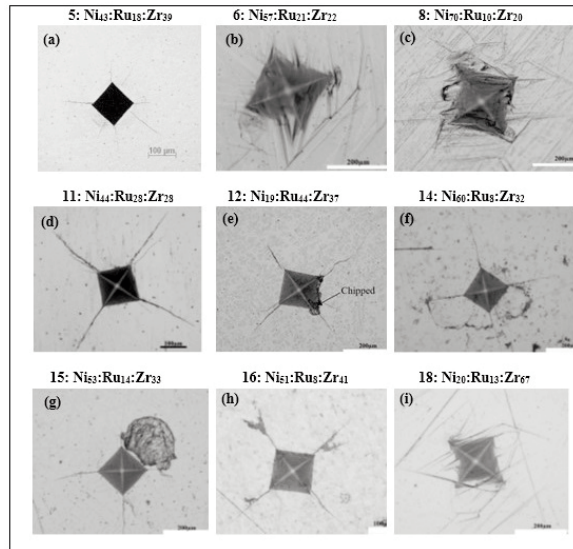 5: Ni₄₃:Ru₁₈:Zr₃₉ 6: Ni₅₇:Ru₂₁:Zr₂₂ 8: Ni₇₀:Ru₁₀:Zr₂₀
(a) (b) (c)
100 µm 200µm 200µm
11: Ni₄₄:Ru₂₈:Zr₂₈ 12: Ni₁₉:Ru₄₄:Zr₃₇ 14: Ni₆₀:Ru₈:Zr₃₂
(d) (e) (f)
Chipped
100µm 200µm
15: Ni₅₃:Ru₁₄:Zr₃₃ 16: Ni₅₁:Ru₈:Zr₄₁ 18: Ni₂₀:Ru₁₃:Zr₆₇
(g) (h) (i)
200µm 200µm